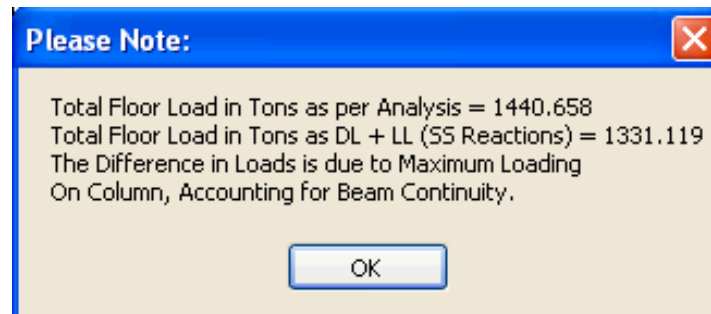 Please Note:
Total Floor Load in Tons as per Analysis = 1440.658
Total Floor Load in Tons as DL + LL (SS Reactions) = 1331.119
The Difference in Loads is due to Maximum Loading
On Column, Accounting for Beam Continuity.
OK